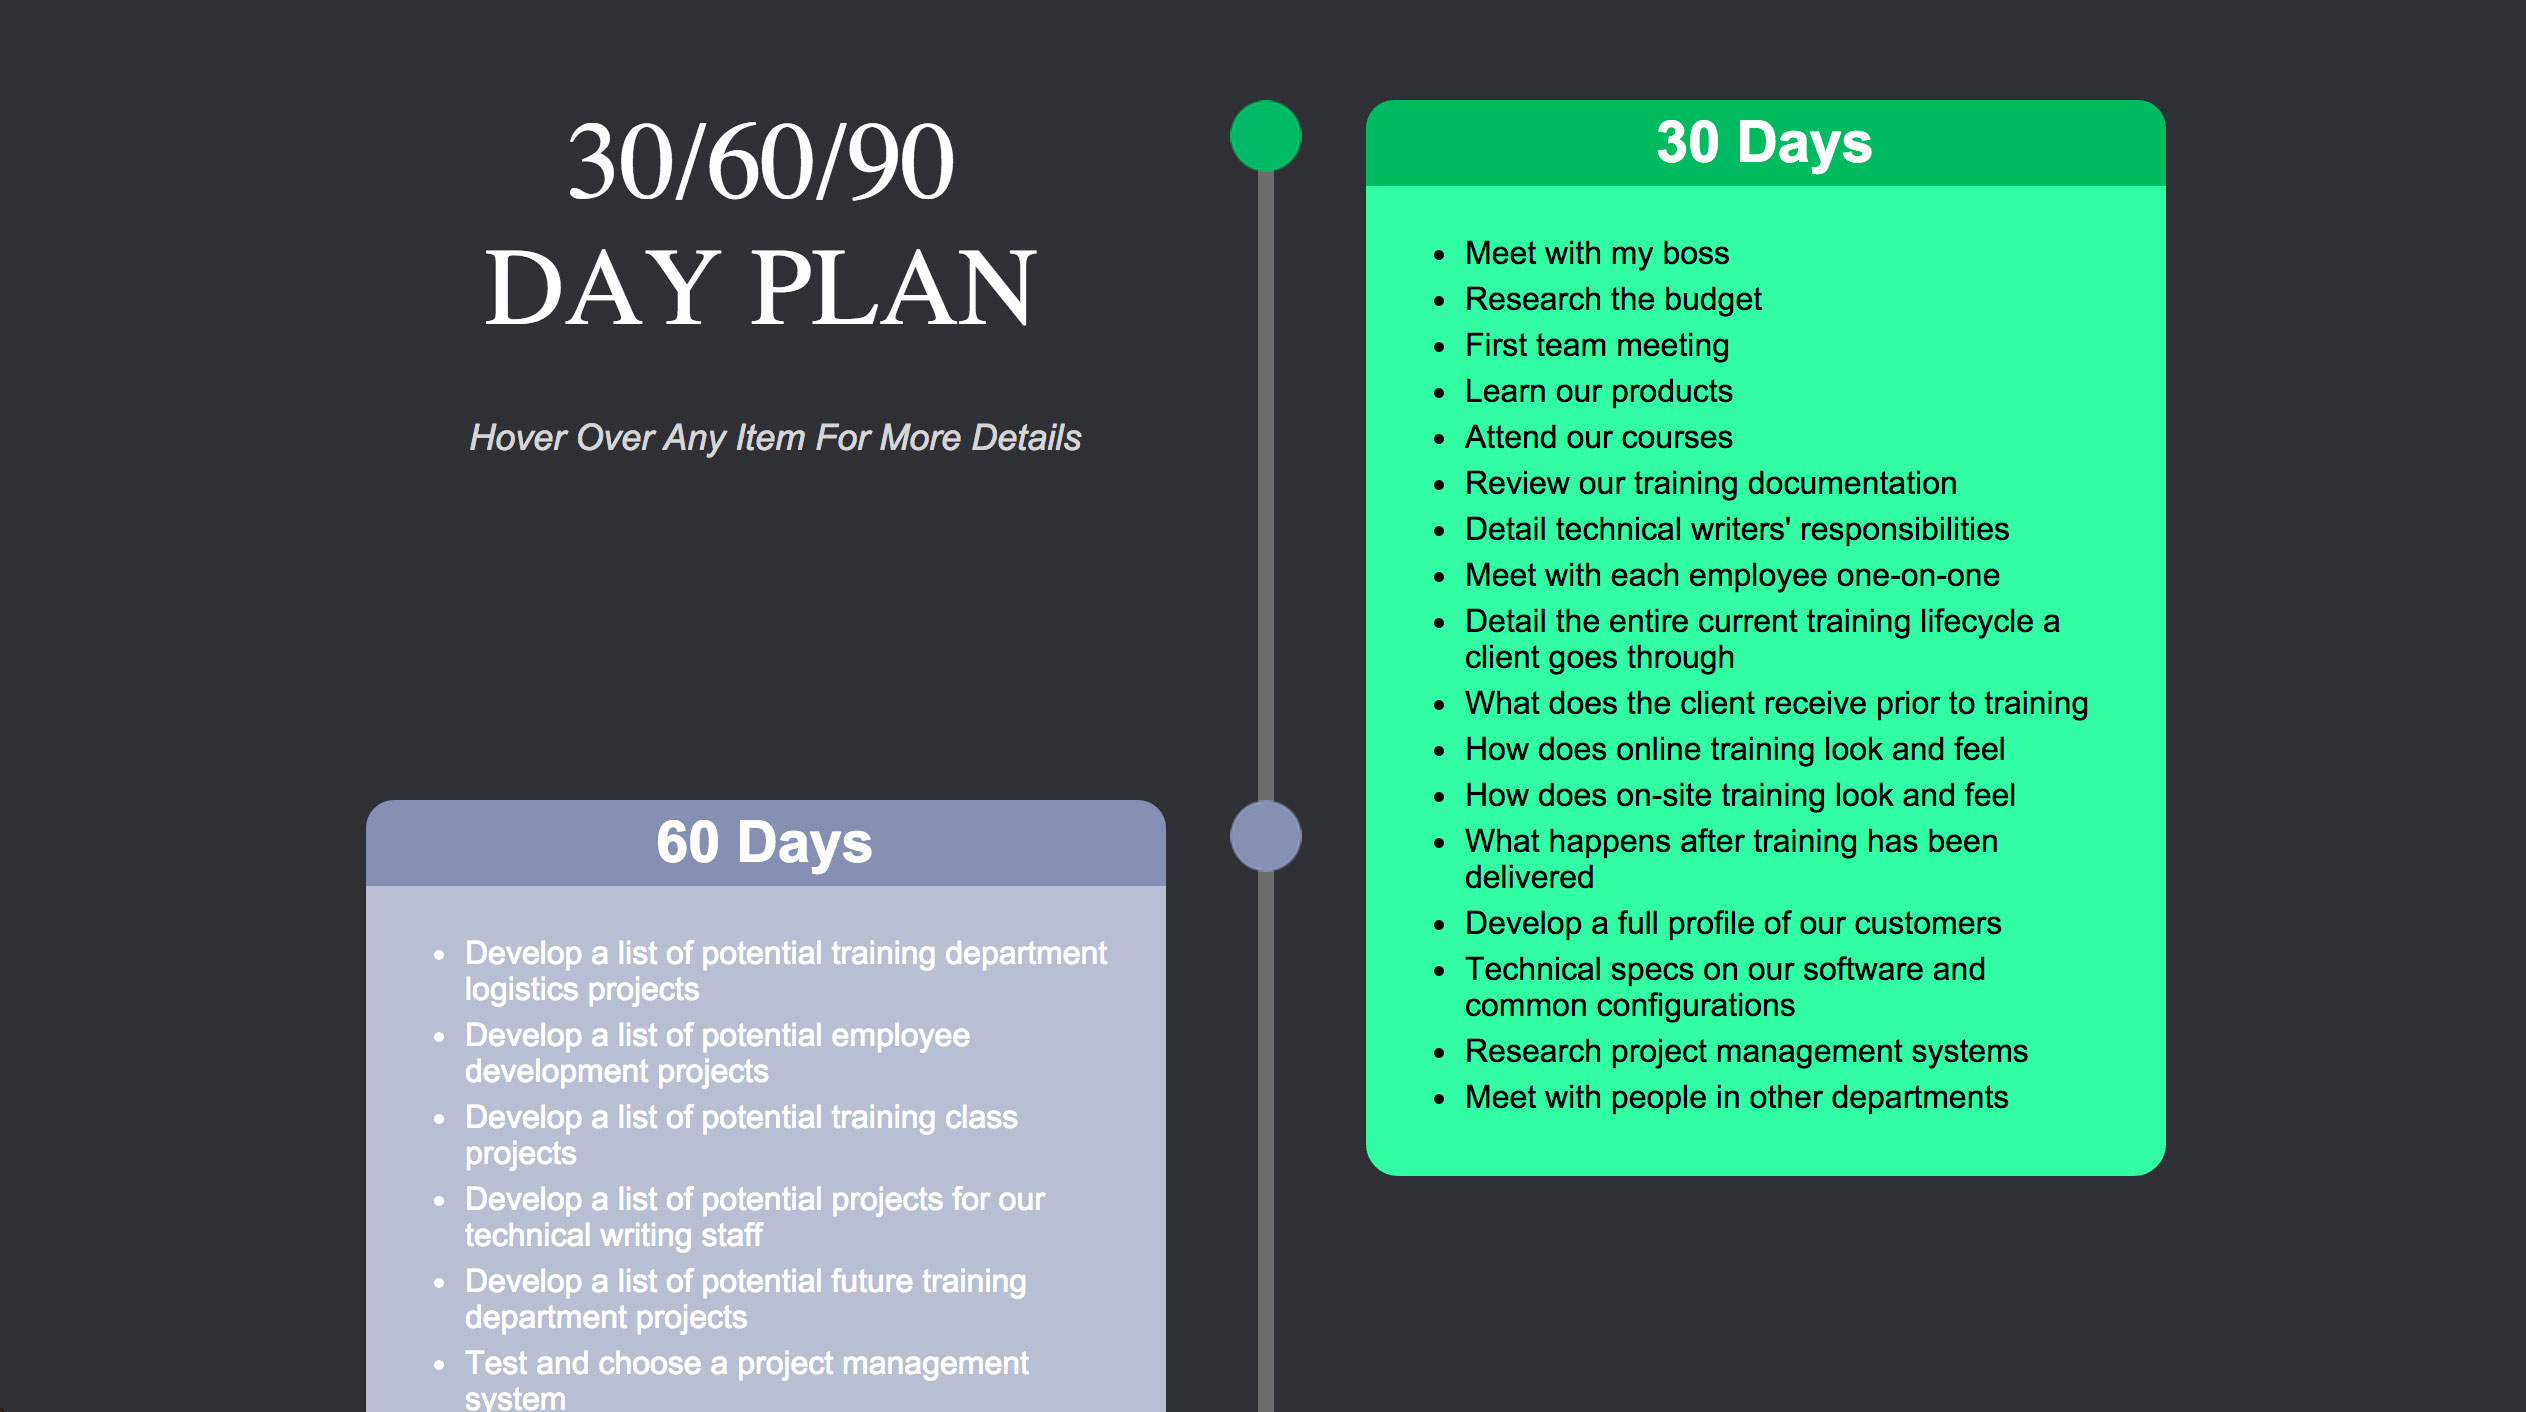 30/60/90
DAY PLAN
Hover Over Any Item For More Details
30 Days
• Meet with my boss
• Research the budget
• First team meeting
• Learn our products
• Attend our courses
• Review our training documentation
• Detail technical writers' responsibilities
• Meet with each employee one-on-one
• Detail the entire current training lifecycle a
client goes through
• What does the client receive prior to training
• How does online training look and feel
• How does on-site training look and feel
• What happens after training has been
delivered
• Develop a full profile of our customers
• Technical specs on our software and
common configurations
• Research project management systems
• Meet with people in other departments
60 Days
• Develop a list of potential training department
logistics projects
• Develop a list of potential employee
development projects
• Develop a list of potential training class
projects
• Develop a list of potential projects for our
technical writing staff
• Develop a list of potential future training
department projects
• Test and choose a project management
system